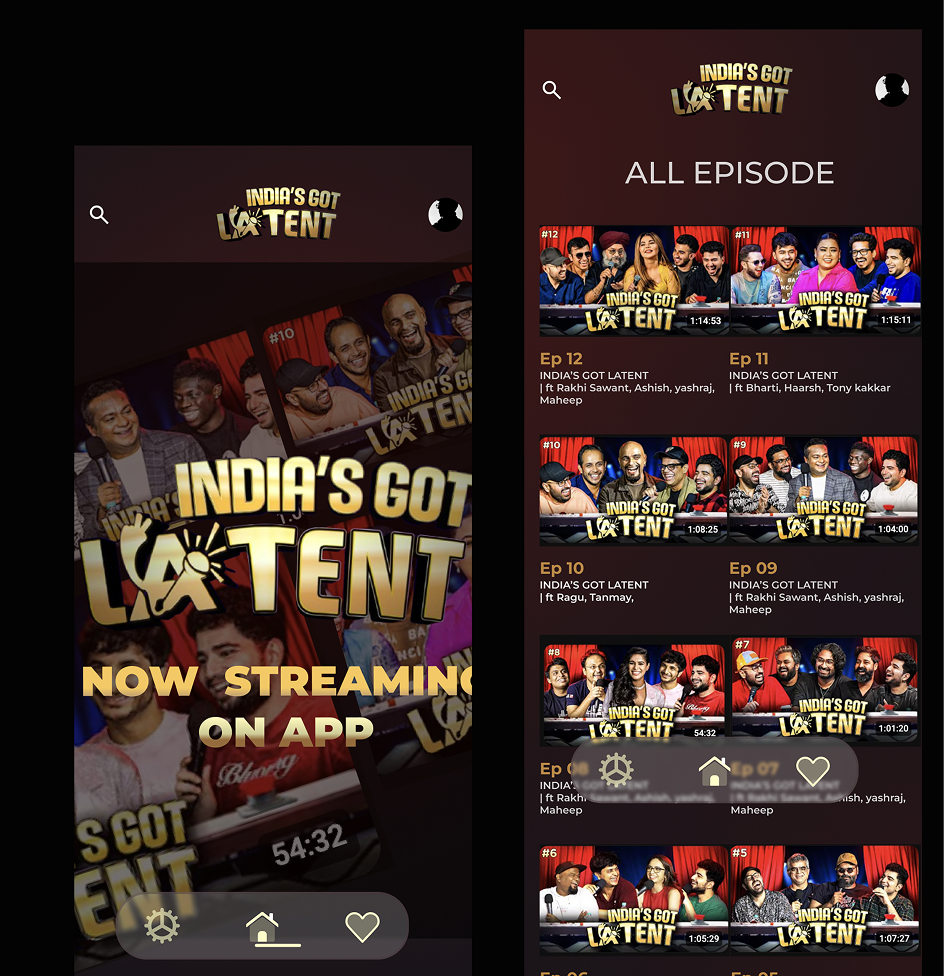 INDIA'S GOT
LATENT
#10
INDIA'S
INDIA'S GOT
LATENT
INDIA'S GOT
LATENT
NOW STREAMING
ON APP
S GOT
ENT
54:32
INDIA'S GOT
LATENT
ALL EPISODE
#12
INDIA'S GOT
LATENT
1:14:53
#11
INDIA'S GOT
LATENT
1:15:11
Ep 12
INDIA'S GOT LATENT
| ft Rakhi Sawant, Ashish, yashraj,
Maheep
Ep 11
INDIA'S GOT LATENT
| ft Bharti, Haarsh, Tony kakkar
#10
INDIA'S GOT
LATENT
1:08:25
#9
INDIA'S GOT
LATENT
1:04:00
Ep 10
INDIA'S GOT LATENT
| ft Ragu, Tanmay,
Ep 09
INDIA'S GOT LATENT
| ft Rakhi Sawant, Ashish, yashraj,
Maheep
#8
INDIA'S GOT
LATENT
54:32
#7
INDIA'S GOT
LATENT
1:01:20
Ep 08
INDIA'S GOT LATENT
| ft Rakhi Sawant, Ashish, yashraj,
Maheep
Ep 07
INDIA'S GOT LATENT
| ft Rakhi Sawant, Ashish, yashraj,
Maheep
#6
INDIA'S GOT
LATENT
1:05:29
#5
INDIA'S GOT
LATENT
1:07:27